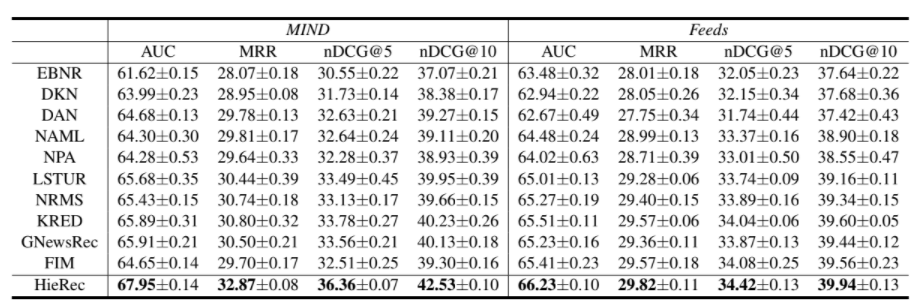 MIND Feeds
AUC MRR nDCG@5 nDCG@10 AUC MRR nDCG@5 nDCG@10
EBNR 61.62±0.15 28.07±0.18 30.55±0.22 37.07±0.21 63.48±0.32 28.01±0.18 32.05±0.23 37.64±0.22
DKN 63.99±0.23 28.95±0.08 31.73±0.14 38.38±0.17 62.94±0.22 28.05±0.26 32.15±0.34 37.68±0.36
DAN 64.68±0.13 29.78±0.13 32.63±0.21 39.27±0.15 62.67±0.49 27.75±0.34 31.74±0.44 37.42±0.43
NAML 64.30±0.30 29.81±0.17 32.64±0.24 39.11±0.20 64.48±0.24 28.99±0.13 33.37±0.16 38.90±0.18
NPA 64.28±0.53 29.64±0.33 32.28±0.37 38.93±0.39 64.02±0.63 28.71±0.39 33.01±0.50 38.55±0.47
LSTUR 65.68±0.35 30.44±0.39 33.49±0.45 39.95±0.39 65.01±0.13 29.28±0.06 33.74±0.09 39.16±0.11
NRMS 65.43±0.15 30.74±0.18 33.13±0.17 39.66±0.15 65.27±0.19 29.40±0.15 33.89±0.16 39.34±0.15
KRED 65.89±0.31 30.80±0.32 33.78±0.27 40.23±0.26 65.51±0.11 29.57±0.06 34.04±0.06 39.60±0.05
GNewsRec 65.91±0.21 30.50±0.21 33.56±0.21 40.13±0.18 65.23±0.16 29.36±0.11 33.87±0.13 39.44±0.12
FIM 64.65±0.14 29.70±0.17 32.51±0.25 39.30±0.16 65.41±0.23 29.57±0.18 34.08±0.25 39.56±0.23
HieRec 67.95±0.14 32.87±0.08 36.36±0.07 42.53±0.10 66.23±0.10 29.82±0.11 34.42±0.13 39.94±0.13